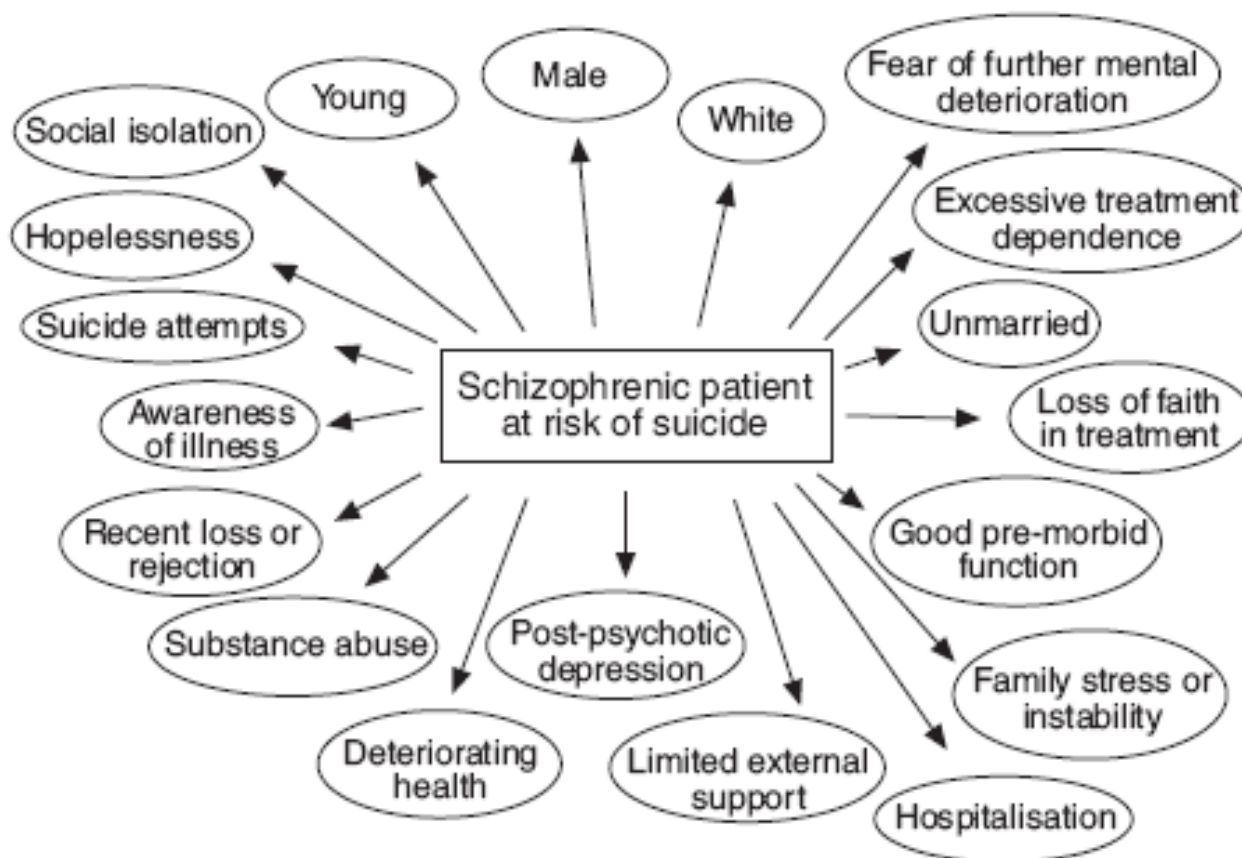 Male
Fear of further mental
deterioration
Young
White
Social isolation
Excessive treatment
dependence
Hopelessness
Unmarried
Suicide attempts
Schizophrenic patient
at risk of suicide
Awareness
of illness
Loss of faith
in treatment
Recent loss or
rejection
Good pre-morbid
function
Substance abuse
Post-psychotic
depression
Family stress or
instability
Deteriorating
health
Limited external
support
Hospitalisation